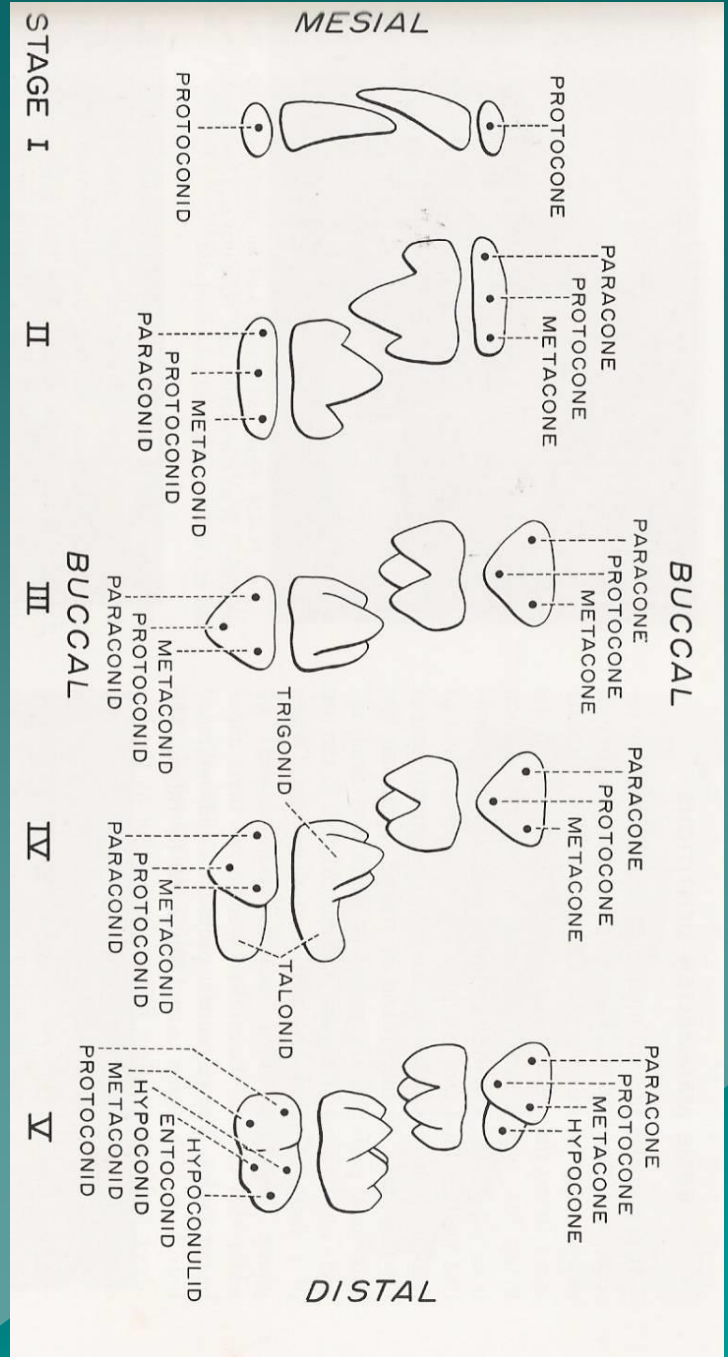 MESIAL
PROTOCONE
PROTOCONID
STAGE I
PARACONE
PROTOCONE
METACONE
METACONID
PROTOCONID
PARACONID
II
BUCCAL
PARACONE
PROTOCONE
METACONE
METACONID
PROTOCONID
PARACONID
BUCCAL
III
PARACONE
PROTOCONE
METACONE
TRIGONID
TALONID
METACONID
PROTOCONID
PARACONID
IV
PARACONE
PROTOCONE
METACONE
HYPOCONE
HYPOCONULID
ENTOCONID
HYPOCONID
METACONID
PROTOCONID
V
DISTAL